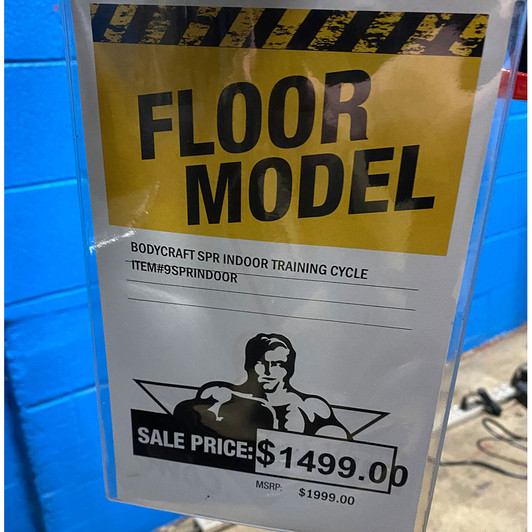 FLOOR
MODEL
BODYCRAFT SPR INDOOR TRAINING CYCLE
ITEM#9SPRINDOOR
SALE PRICE: $1499.00
MSRP: $1999.00